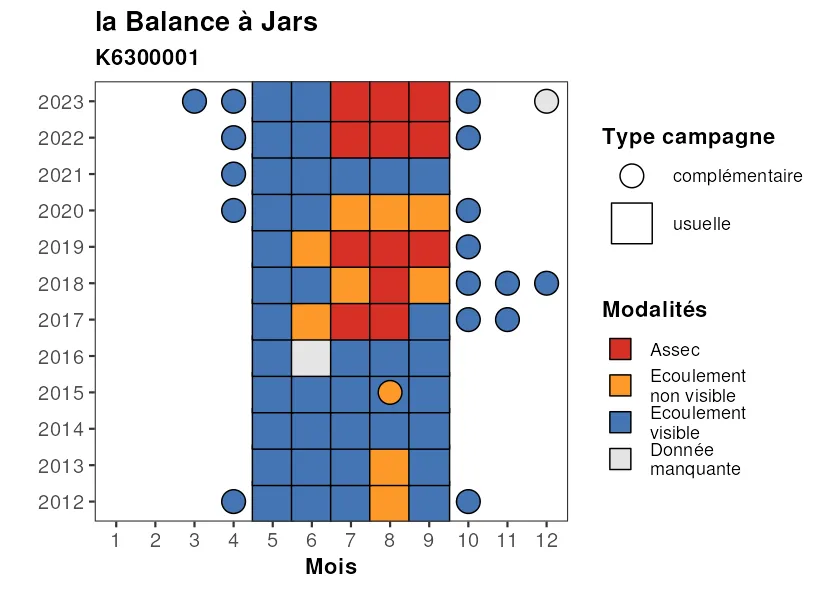 la Balance à Jars
K6300001
2023
2022
2021
2020
2019
2018
2017
2016
2015
2014
2013
2012
1 2 3 4 5 6 7 8 9 10 11 12
Mois
Type campagne
complémentaire
usuelle
Modalités
Assec
Ecoulement
non visible
Ecoulement
visible
Donnée
manquante